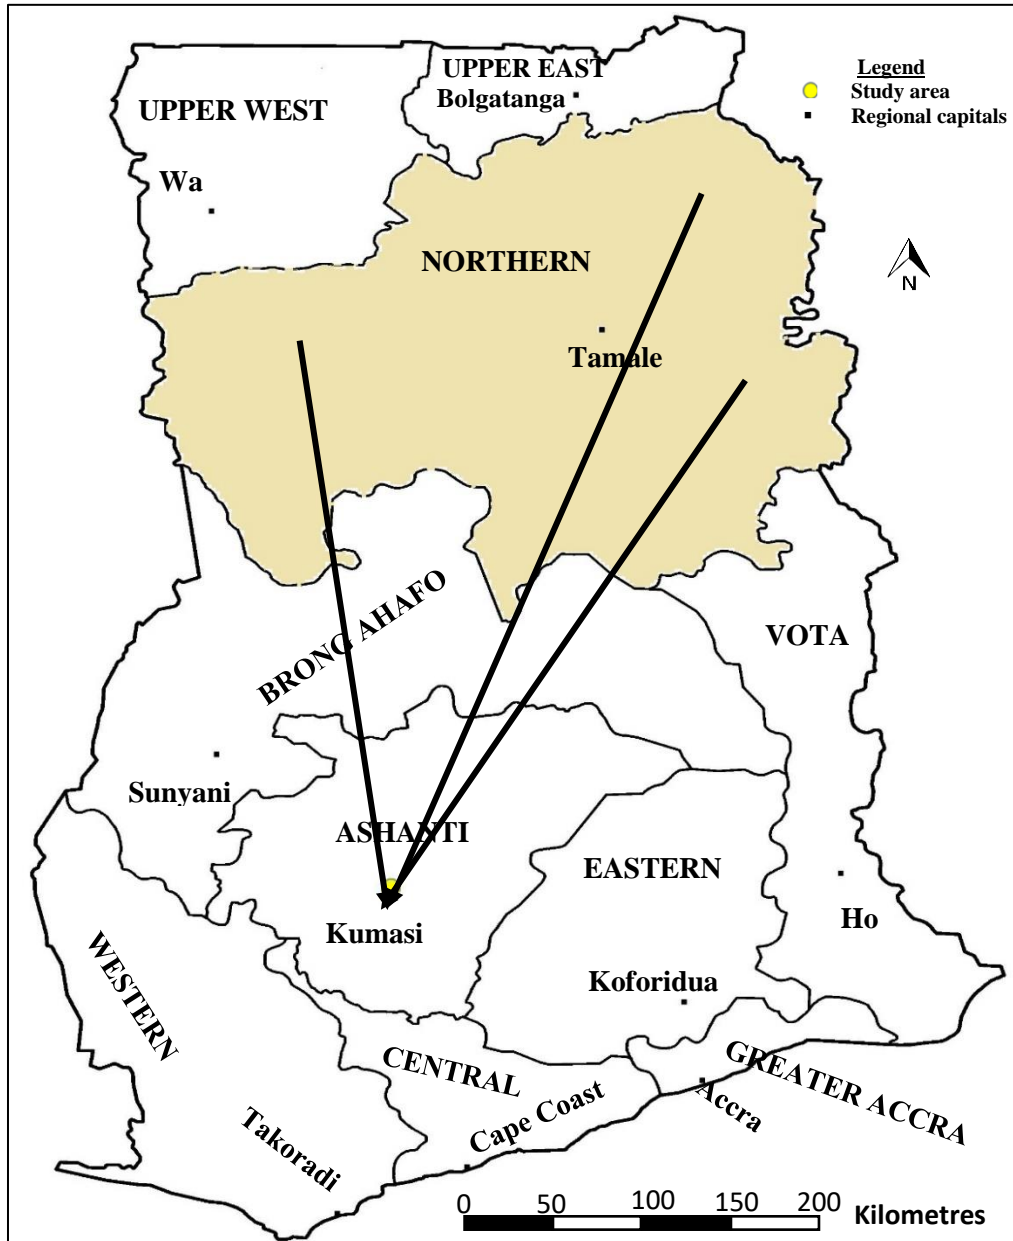 UPPER EAST
Bolgatanga
Legend
Study area
Regional capitals
UPPER WEST
Wa
NORTHERN
N
Tamale
BRONG AHAFO
VOTA
Sunyani
ASHANTI
EASTERN
Kumasi
Ho
WESTERN
Koforidua
CENTRAL
GREATER ACCRA
Accra
Cape Coast
Takoradi
0 50 100 150 200 Kilometres